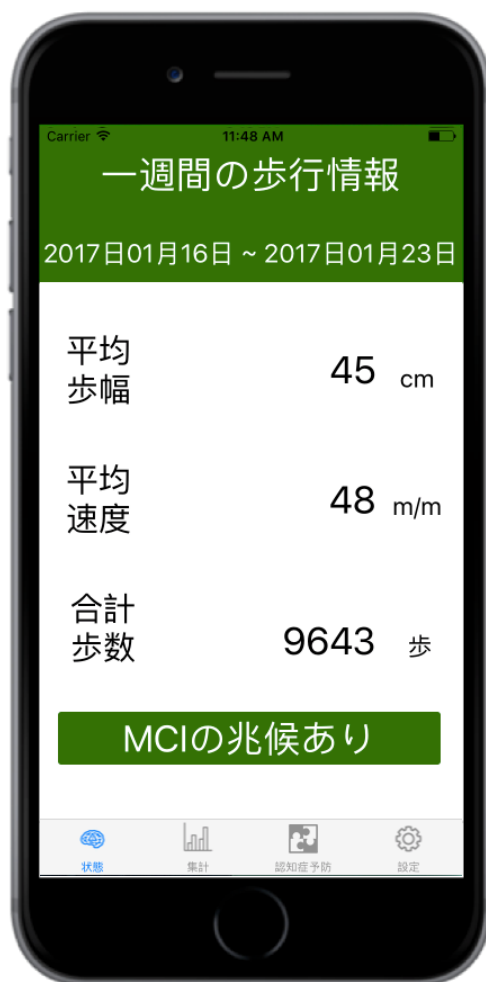 Carrier 11:48 AM
一週間の歩行情報
2017日01月16日 ~ 2017日01月23日
平均
歩幅
45 cm
平均
速度
48 m/m
合計
歩数
9643 歩
MCIの兆候あり
状態 集計 認知症予防 設定